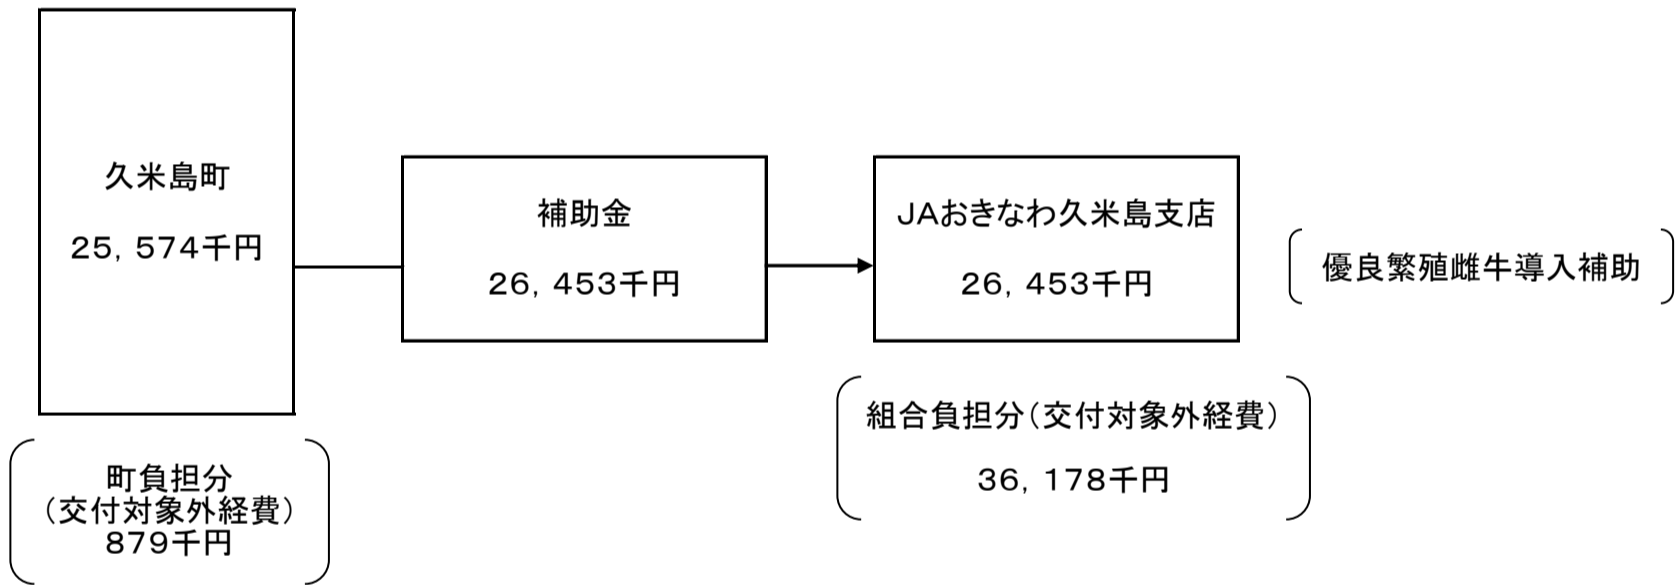 久米島町
25，574千円
補助金
26，453千円
JAおきなわ久米島支店
26，453千円
優良繁殖雌牛導入補助
組合負担分（交付対象外経費）
36，178千円
町負担分
（交付対象外経費）
879千円